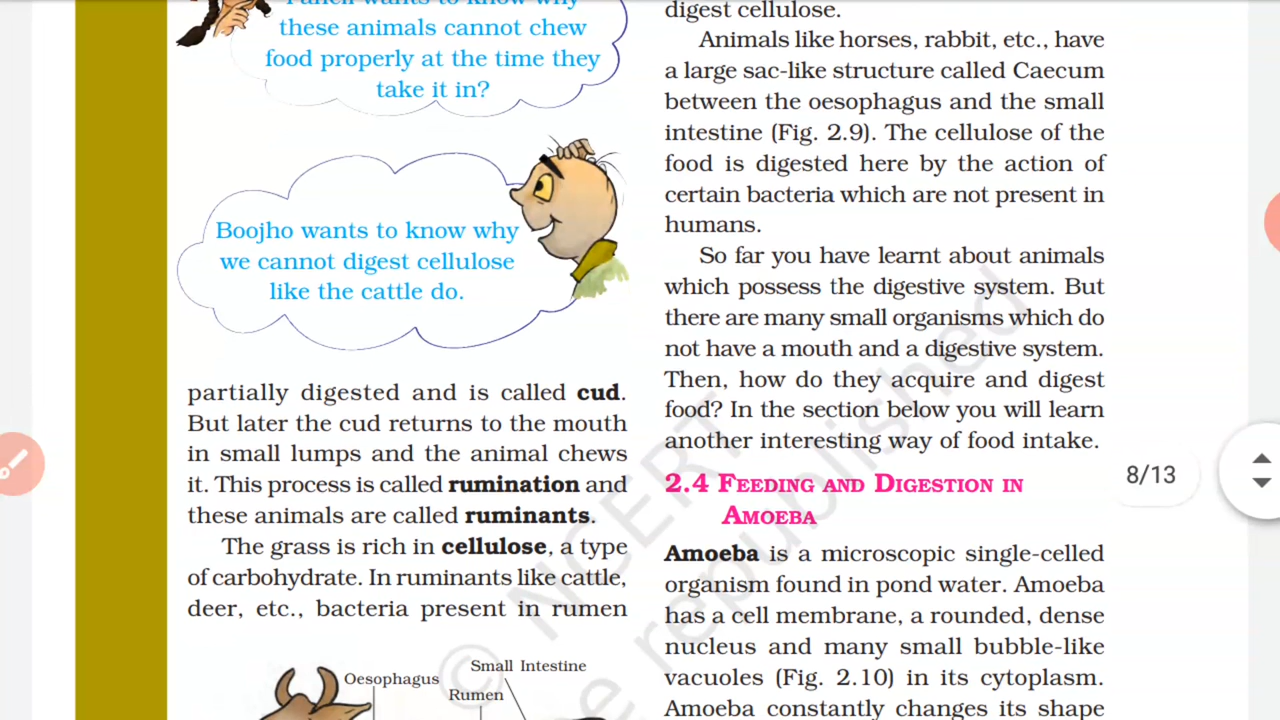 Paheli wants to know why
these animals cannot chew
food properly at the time they
take it in?
Boojho wants to know why
we cannot digest cellulose
like the cattle do.
partially digested and is called cud.
But later the cud returns to the mouth
in small lumps and the animal chews
it. This process is called rumination and
these animals are called ruminants.
The grass is rich in cellulose, a type
of carbohydrate. In ruminants like cattle,
deer, etc., bacteria present in rumen
Small Intestine
Oesophagus
Rumen
digest cellulose.
Animals like horses, rabbit, etc., have
a large sac-like structure called Caecum
between the oesophagus and the small
intestine (Fig. 2.9). The cellulose of the
food is digested here by the action of
certain bacteria which are not present in
humans.
So far you have learnt about animals
which possess the digestive system. But
there are many small organisms which do
not have a mouth and a digestive system.
Then, how do they acquire and digest
food? In the section below you will learn
another interesting way of food intake.
2.4 FEEDING AND DIGESTION IN
AMOEBA
Amoeba is a microscopic single-celled
organism found in pond water. Amoeba
has a cell membrane, a rounded, dense
nucleus and many small bubble-like
vacuoles (Fig. 2.10) in its cytoplasm.
Amoeba constantly changes its shape
8/13
© NCERT
e republished